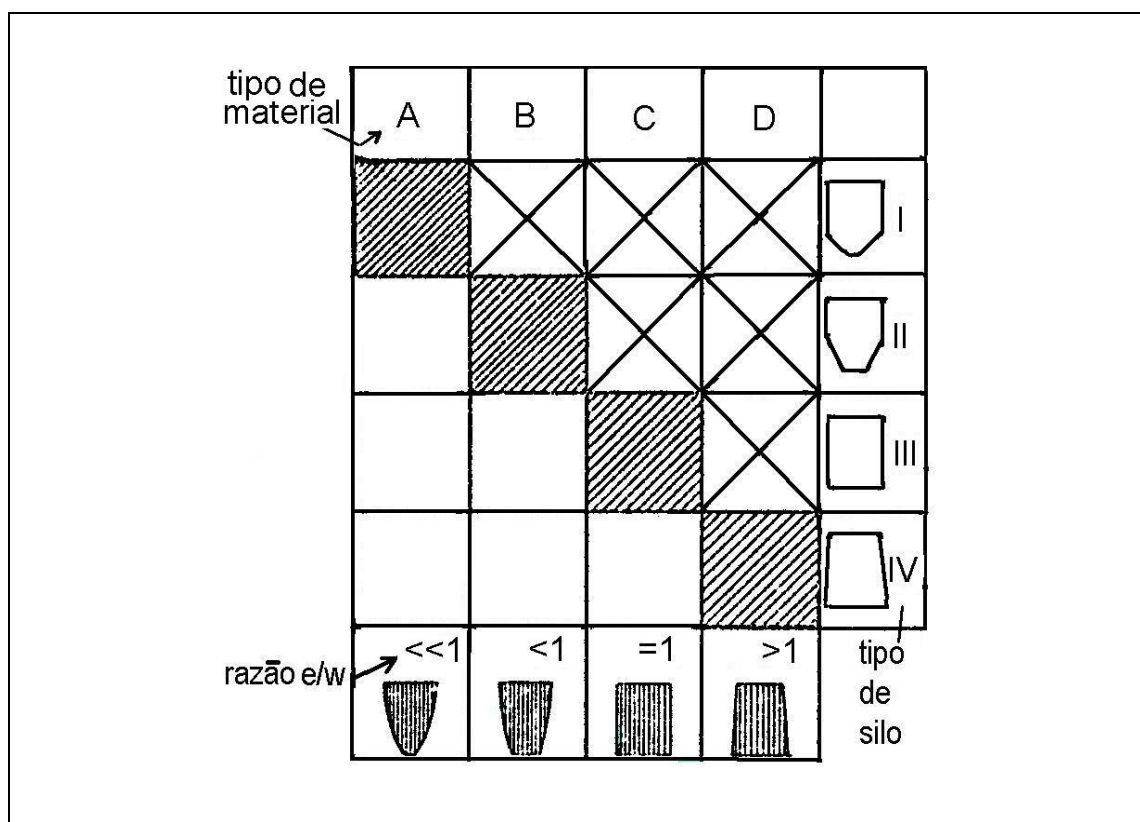 tipo de
material
A B C D
I
II
III
IV
razão e/w
<<1 <1 =1 >1
tipo
de
silo